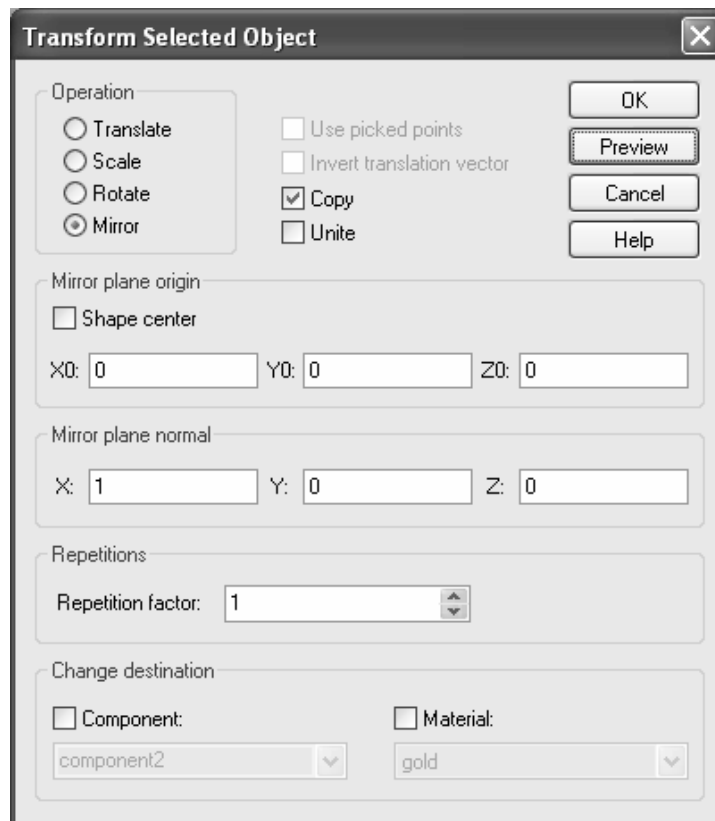 Transform Selected Object
Operation
Translate
Scale
Rotate
Mirror
Use picked points
Invert translation vector
Copy
Unite
OK
Preview
Cancel
Help
Mirror plane origin
Shape center
X0: 0 Y0: 0 Z0: 0
Mirror plane normal
X: 1 Y: 0 Z: 0
Repetitions
Repetition factor: 1
Change destination
Component: Material:
component2 gold